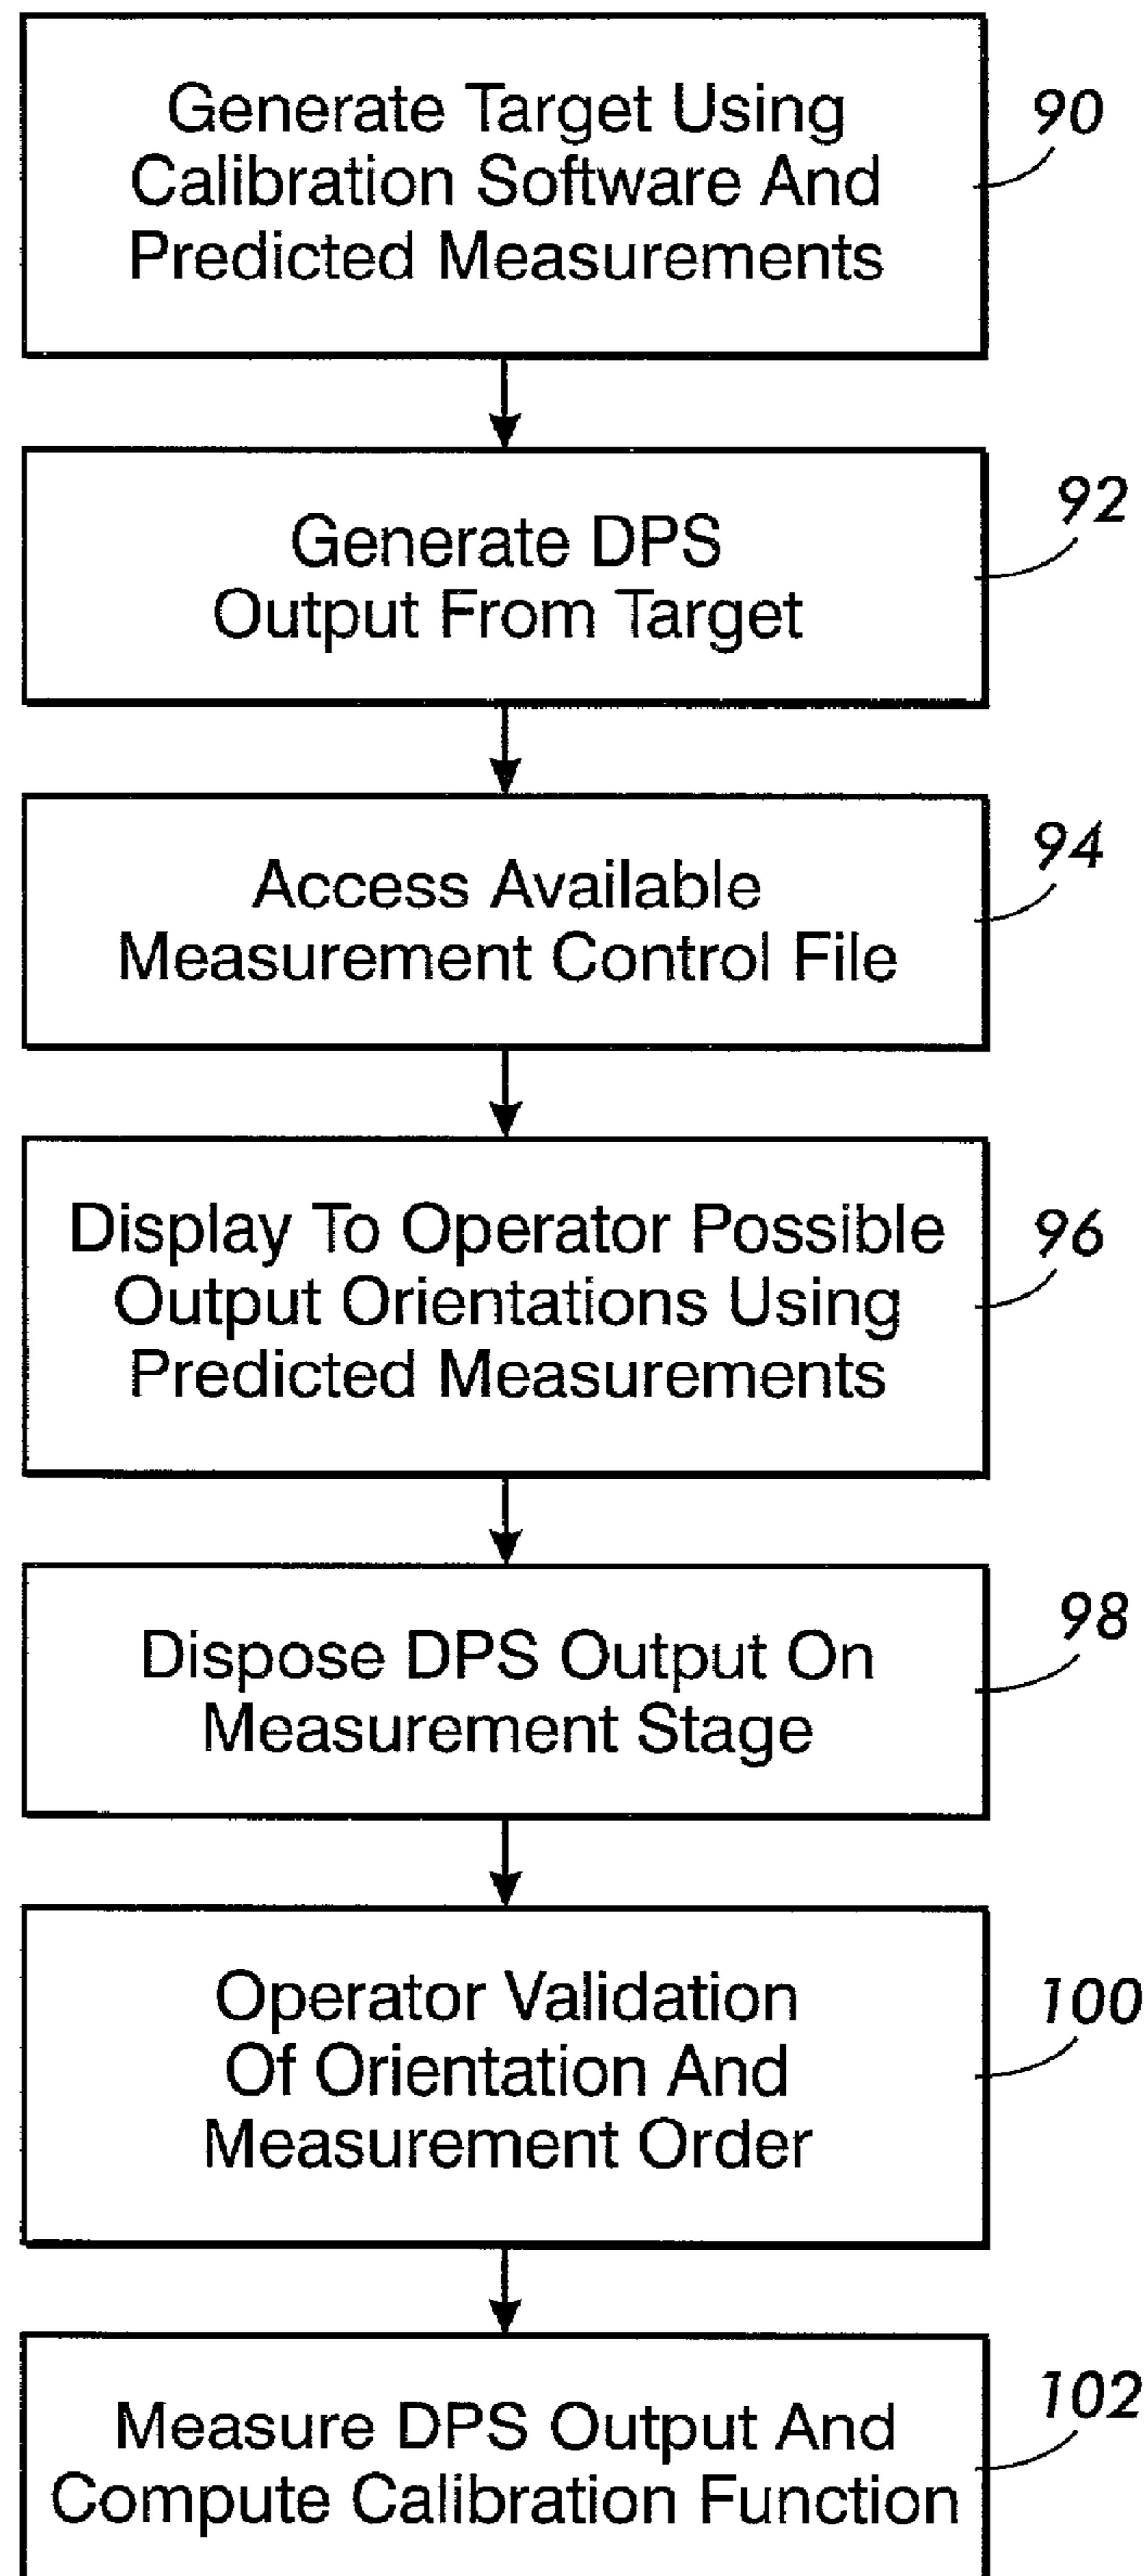 Generate Target Using
Calibration Software And
Predicted Measurements
90
Generate DPS
Output From Target
92
Access Available
Measurement Control File
94
Display To Operator Possible
Output Orientations Using
Predicted Measurements
96
Dispose DPS Output On
Measurement Stage
98
Operator Validation
Of Orientation And
Measurement Order
100
Measure DPS Output And
Compute Calibration Function
102